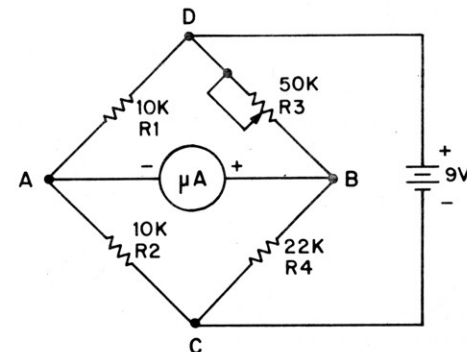 D
10K
R1
50K
R3
A
-
μA
+
B
+
9V
-
10K
R2
22K
R4
C